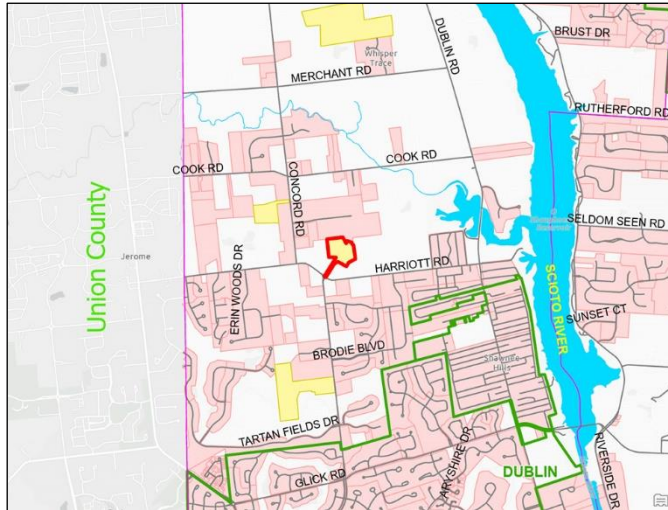 BRUST DR
DUBLIN RD
Whisper
Trace
MERCHANT RD
RUTHERFORD RD
COOK RD
COOK RD
CONCORD RD
SELDOM SEEN RD
Union County
Jerome
HARRIOTT RD
ERIN WOODS DR
SCIOTO RIVER
SUNSET CT
BRODIE BLVD
Shawnee
Hills
TARTAN FIELDS DR
GLICK RD
DUBLIN
RIVERSIDE DR